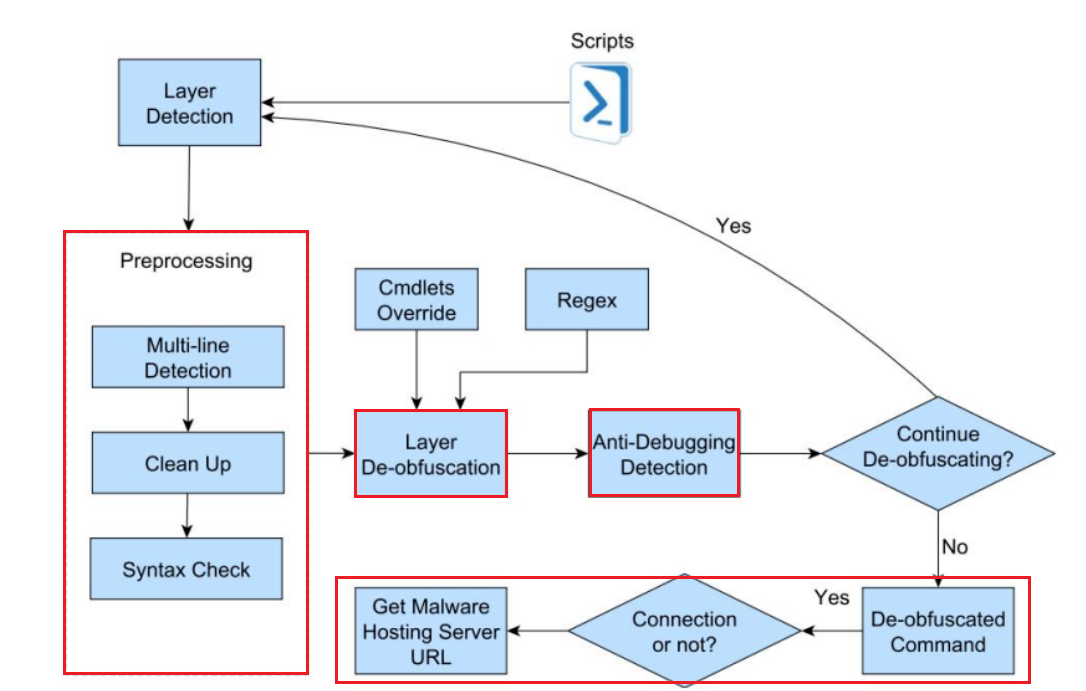 Scripts
Layer
Detection
Yes
Preprocessing
Cmdlets
Override
Regex
Multi-line
Detection
Clean Up
Syntax Check
Layer
De-obfuscation
Anti-Debugging
Detection
Continue
De-obfuscating?
No
Get Malware
Hosting Server
URL
Connection
or not?
Yes
De-obfuscated
Command